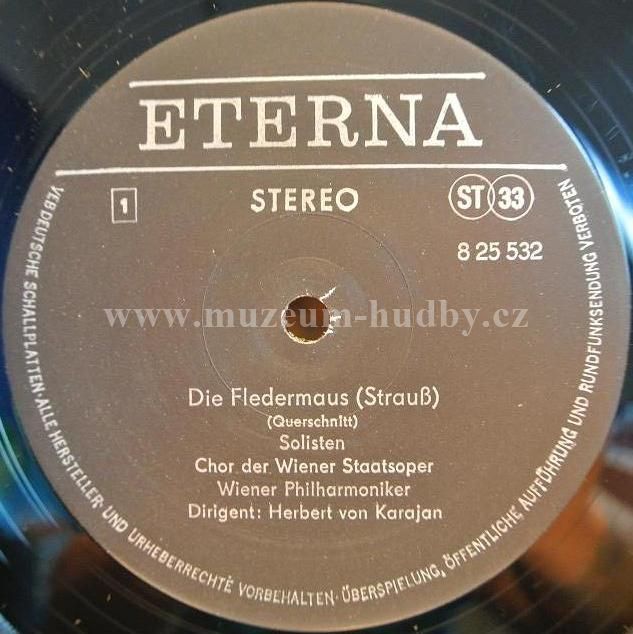 ETERNA
1
STEREO
ST 33
8 25 532
www.muzeum-hudby.cz
Die Fledermaus (Strauß)
(Querschnitt)
Solisten
Chor der Wiener Staatsoper
Wiener Philharmoniker
Dirigent: Herbert von Karajan
VEB DEUTSCHE SCHALLPLATTEN · ALLE HERSTELLER- UND URHEBERRECHTE VORBEHALTEN · ÜBERSPIELUNG, ÖFFENTLICHE AUFFÜHRUNG UND RUNDFUNKSENDUNG VERBOTEN